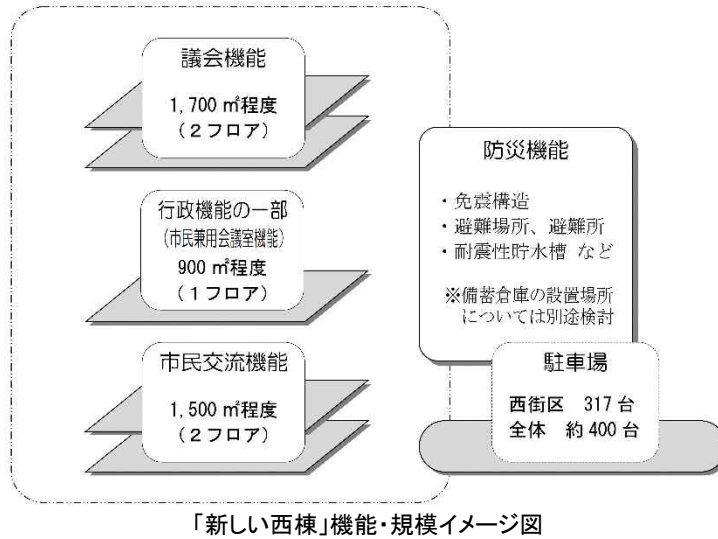 議会機能
1,700 ㎡程度
（２フロア）
行政機能の一部
（市民兼用会議室機能）
900 ㎡程度
（１フロア）
市民交流機能
1,500 ㎡程度
（２フロア）
防災機能
・免震構造
・避難場所、避難所
・耐震性貯水槽 など
※備蓄倉庫の設置場所
については別途検討
駐車場
西街区 317 台
全体 約 400 台
「新しい西棟」機能・規模イメージ図